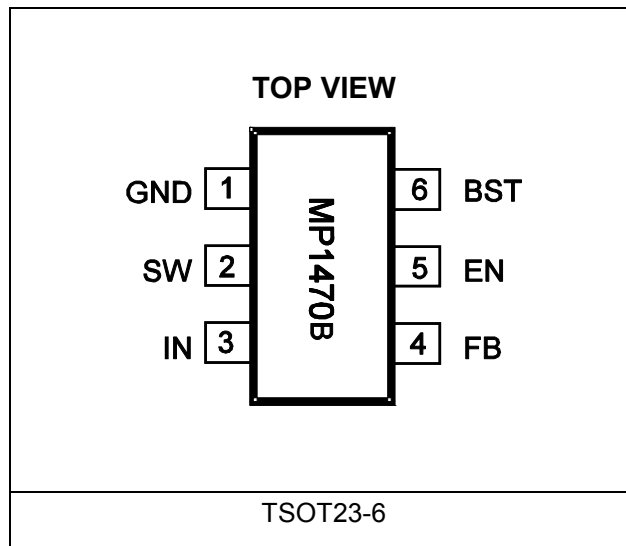 TOP VIEW
GND 1
6 BST
SW 2
MP1470B
5 EN
IN 3
4 FB
TSOT23-6